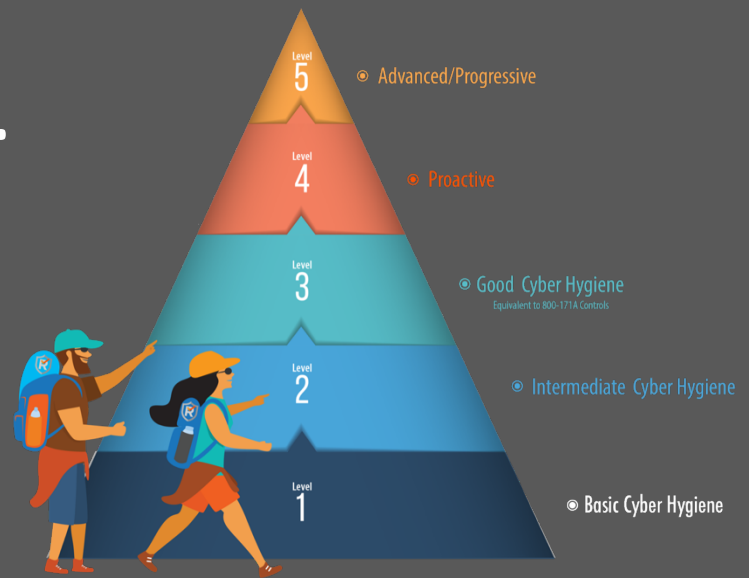 Level
5
Advanced/Progressive
Level
4
Proactive
Level
3
Good Cyber Hygiene
Equivalent to 800-171A Controls
Level
2
Intermediate Cyber Hygiene
Level
1
Basic Cyber Hygiene
R
R